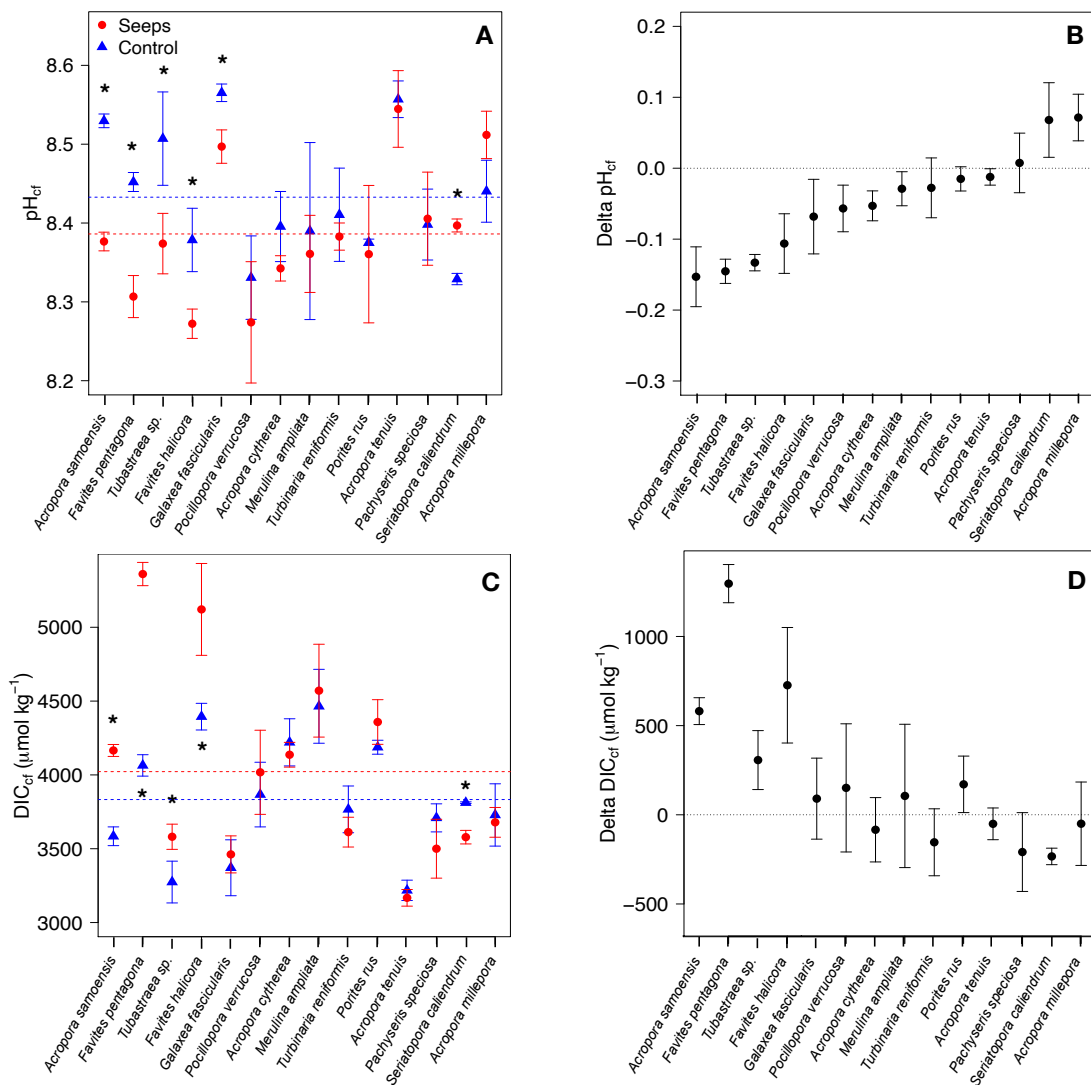 A
Seeps
Control
pHcf
8.6
8.5
8.4
8.3
8.2
* * * * * *
Acropora samoensis
Favites pentagona
Tubastraea sp.
Favites halicora
Galaxea fascicularis
Pocillopora verrucosa
Acropora cytherea
Merulina ampliata
Turbinaria reniformis
Porites rus
Acropora tenuis
Pachyseris speciosa
Seriatopora caliendrum
Acropora millepora
B
Delta pHcf
0.2
0.1
0.0
−0.1
−0.2
−0.3
Acropora samoensis
Favites pentagona
Tubastraea sp.
Favites halicora
Galaxea fascicularis
Pocillopora verrucosa
Acropora cytherea
Merulina ampliata
Turbinaria reniformis
Porites rus
Acropora tenuis
Pachyseris speciosa
Seriatopora caliendrum
Acropora millepora
C
DICcf (μmol kg−1)
5000
4500
4000
3500
3000
* * * * *
Acropora samoensis
Favites pentagona
Tubastraea sp.
Favites halicora
Galaxea fascicularis
Pocillopora verrucosa
Acropora cytherea
Merulina ampliata
Turbinaria reniformis
Porites rus
Acropora tenuis
Pachyseris speciosa
Seriatopora caliendrum
Acropora millepora
D
Delta DICcf (μmol kg−1)
1000
500
0
−500
Acropora samoensis
Favites pentagona
Tubastraea sp.
Favites halicora
Galaxea fascicularis
Pocillopora verrucosa
Acropora cytherea
Merulina ampliata
Turbinaria reniformis
Porites rus
Acropora tenuis
Pachyseris speciosa
Seriatopora caliendrum
Acropora millepora